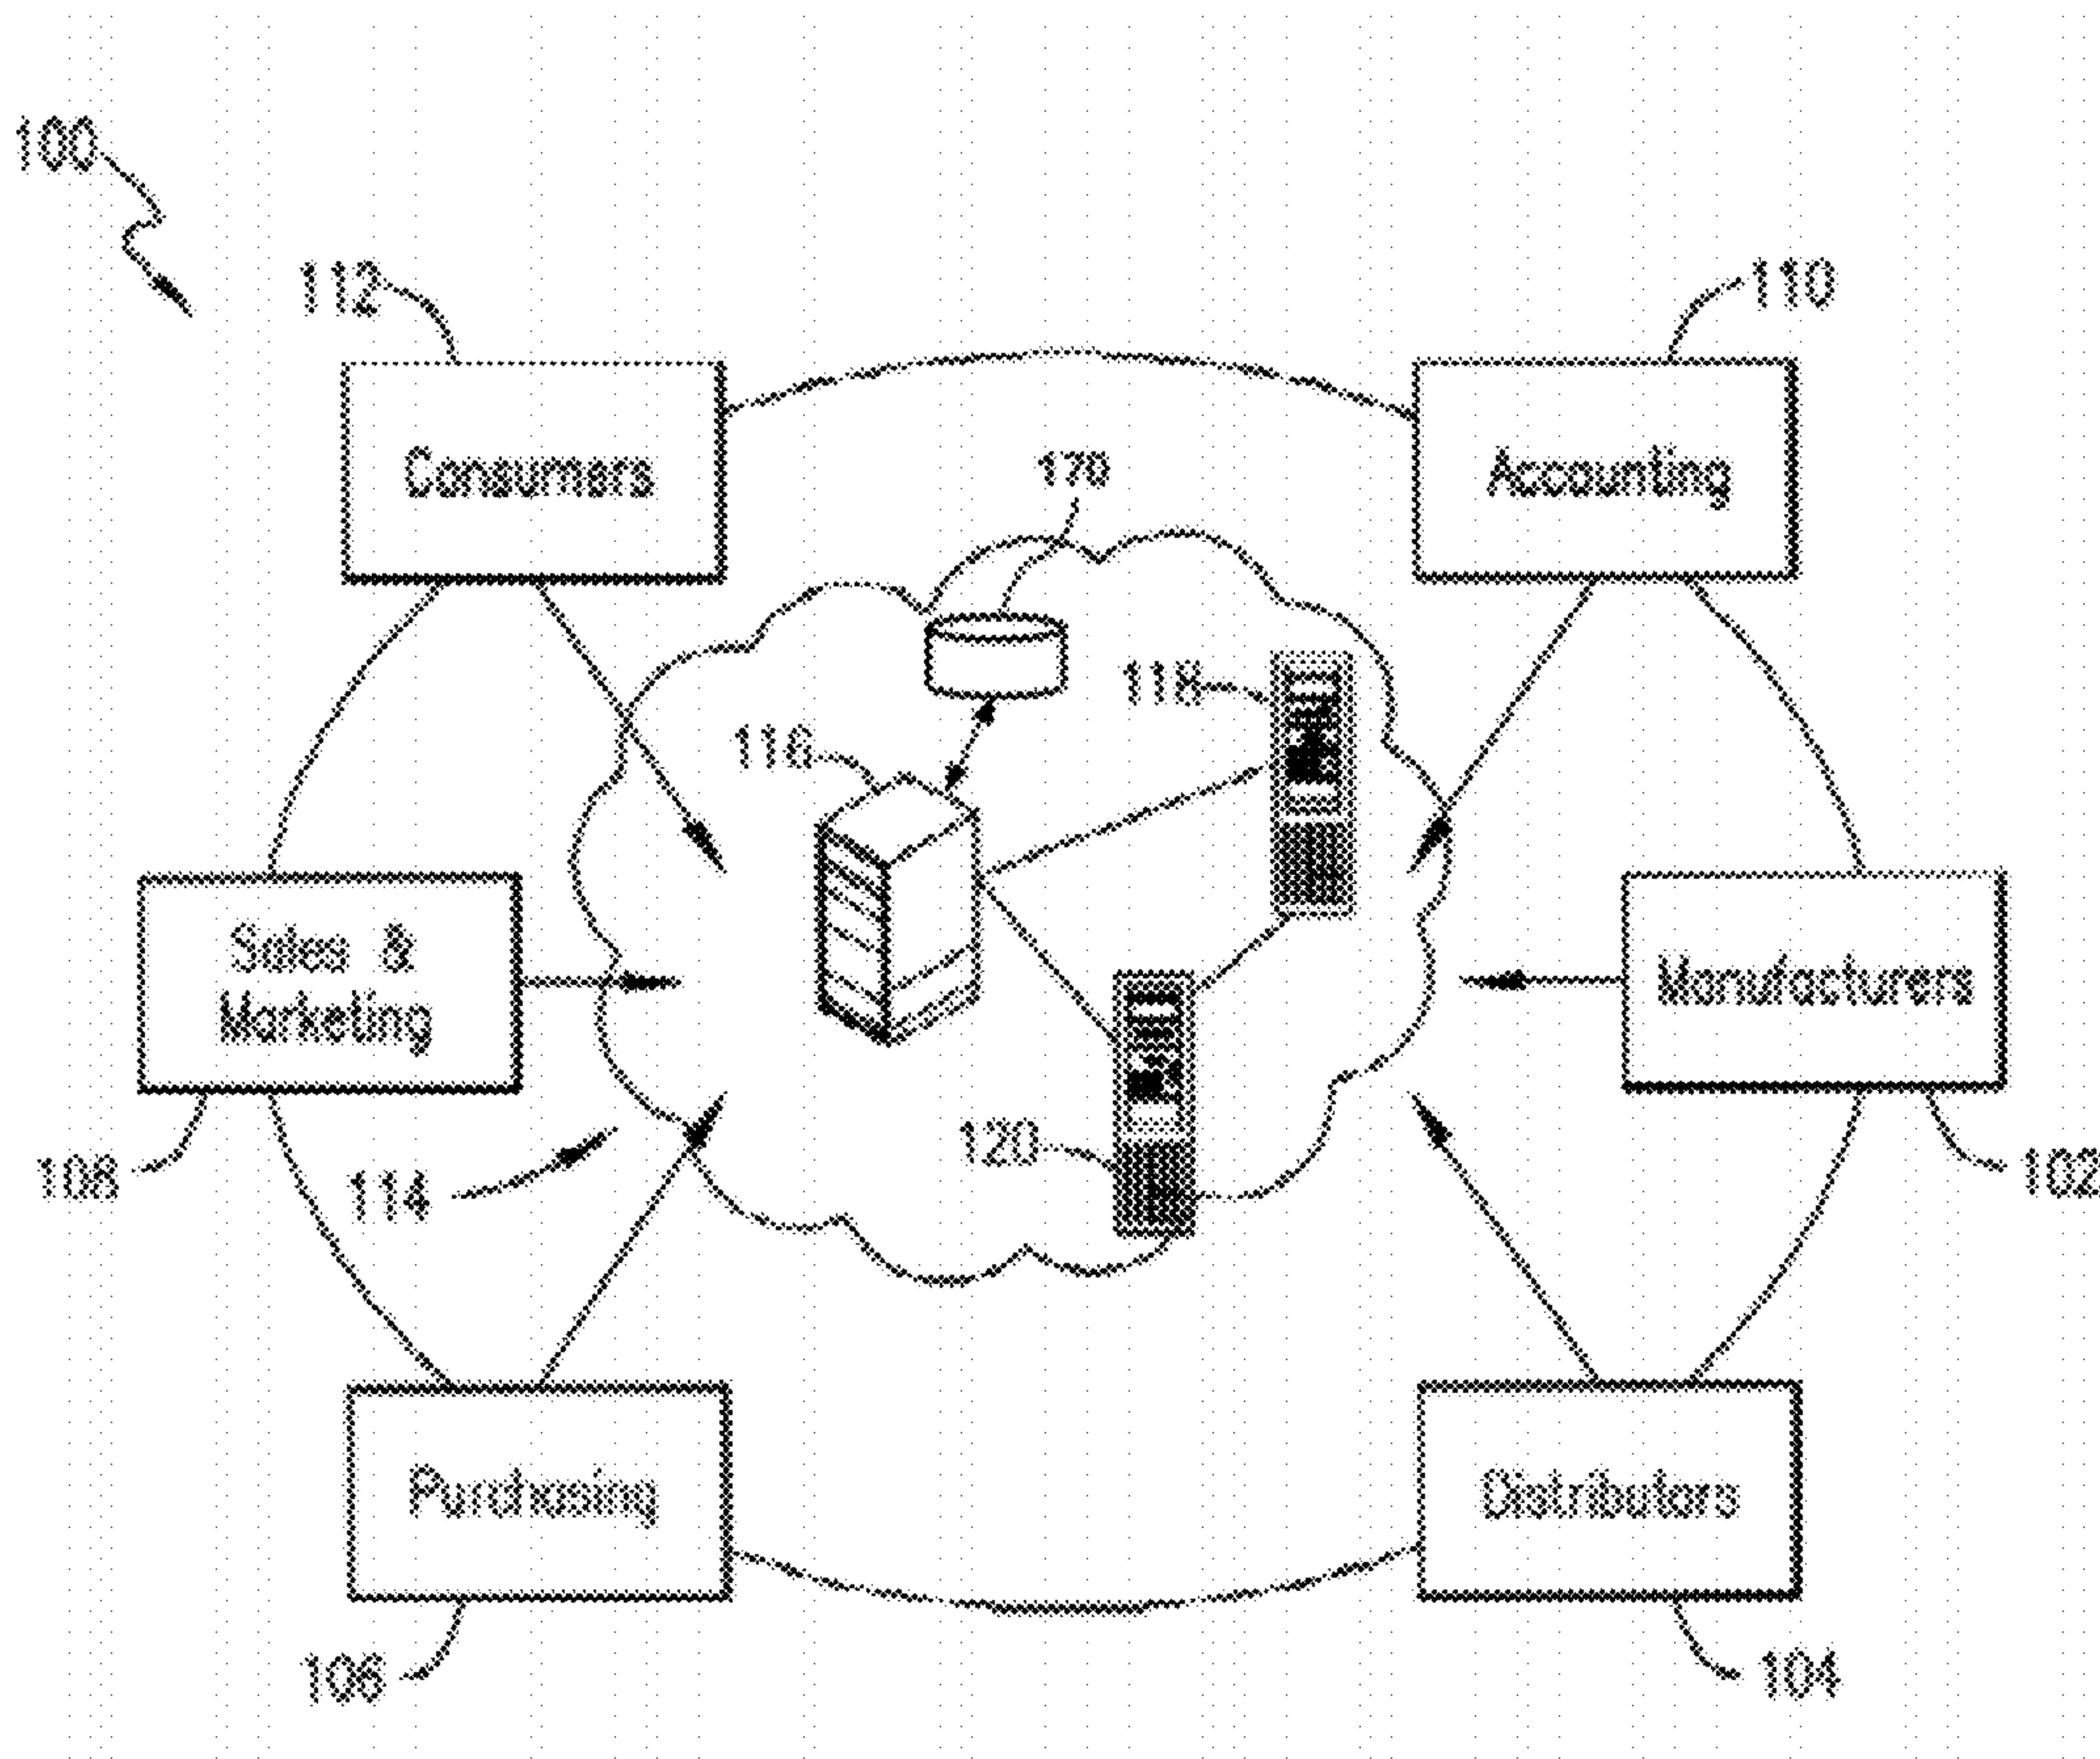 100
112
110
Consumers
Accounting
170
118
116
Sales &
Marketing
Manufacturers
108
114
120
102
Purchasing
Distributors
106
104